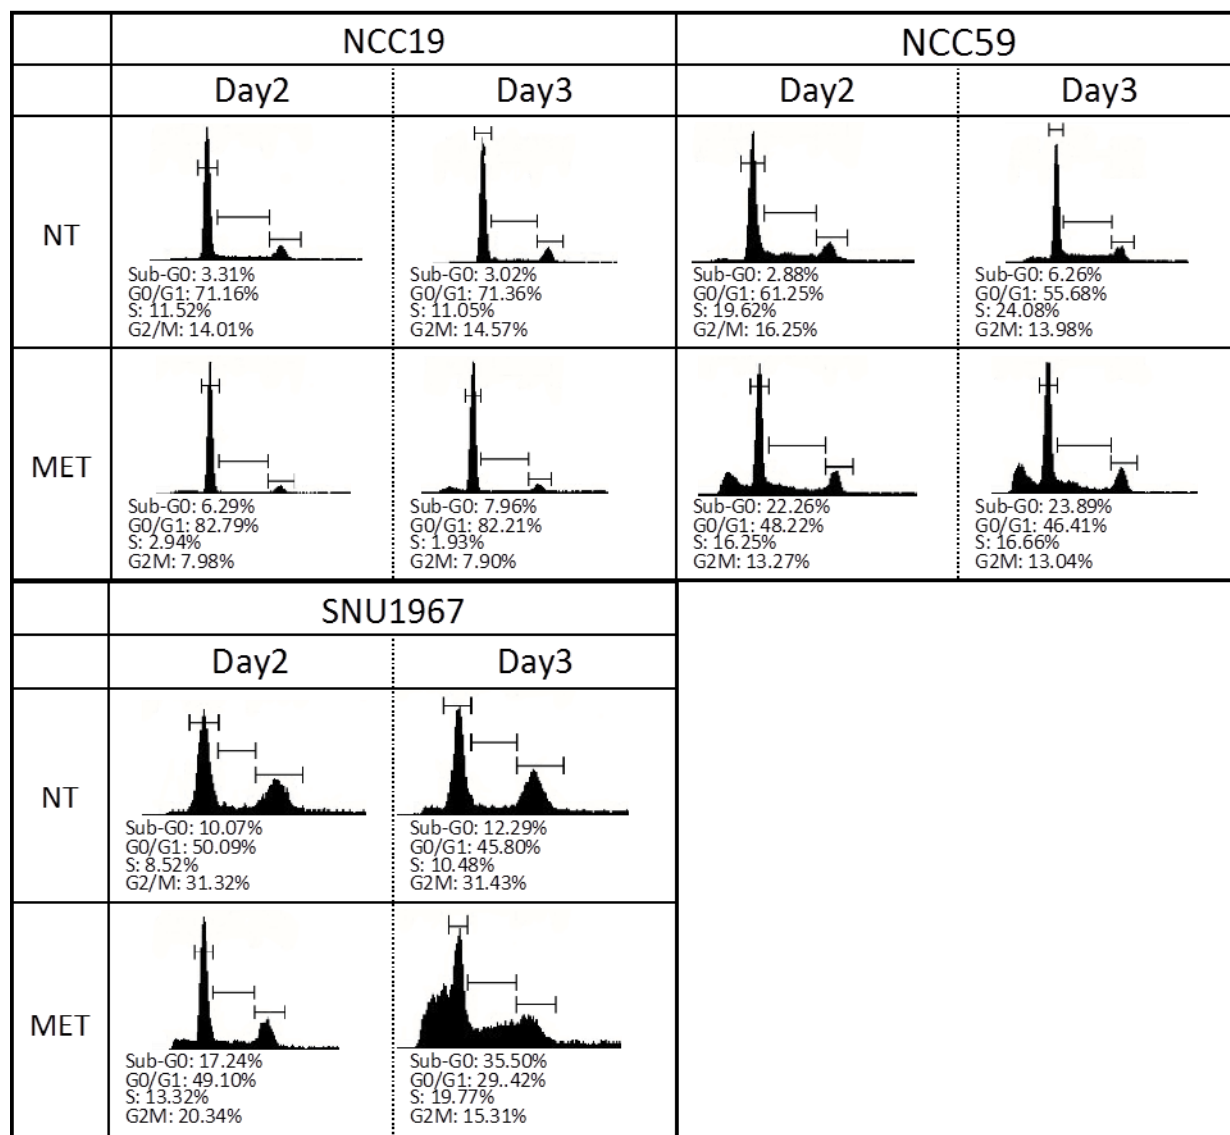 NCC19
NCC59
Day2
Day3
Day2
Day3
NT
Sub-G0: 3.31%
G0/G1: 71.16%
S: 11.52%
G2/M: 14.01%
Sub-G0: 3.02%
G0/G1: 71.36%
S: 11.05%
G2M: 14.57%
Sub-G0: 2.88%
G0/G1: 61.25%
S: 19.62%
G2/M: 16.25%
Sub-G0: 6.26%
G0/G1: 55.68%
S: 24.08%
G2M: 13.98%
MET
Sub-G0: 6.29%
G0/G1: 82.79%
S: 2.94%
G2M: 7.98%
Sub-G0: 7.96%
G0/G1: 82.21%
S: 1.93%
G2M: 7.90%
Sub-G0: 22.26%
G0/G1: 48.22%
S: 16.25%
G2M: 13.27%
Sub-G0: 23.89%
G0/G1: 46.41%
S: 16.66%
G2M: 13.04%
SNU1967
Day2
Day3
NT
Sub-G0: 10.07%
G0/G1: 50.09%
S: 8.52%
G2/M: 31.32%
Sub-G0: 12.29%
G0/G1: 45.80%
S: 10.48%
G2M: 31.43%
MET
Sub-G0: 17.24%
G0/G1: 49.10%
S: 13.32%
G2M: 20.34%
Sub-G0: 35.50%
G0/G1: 29..42%
S: 19.77%
G2M: 15.31%